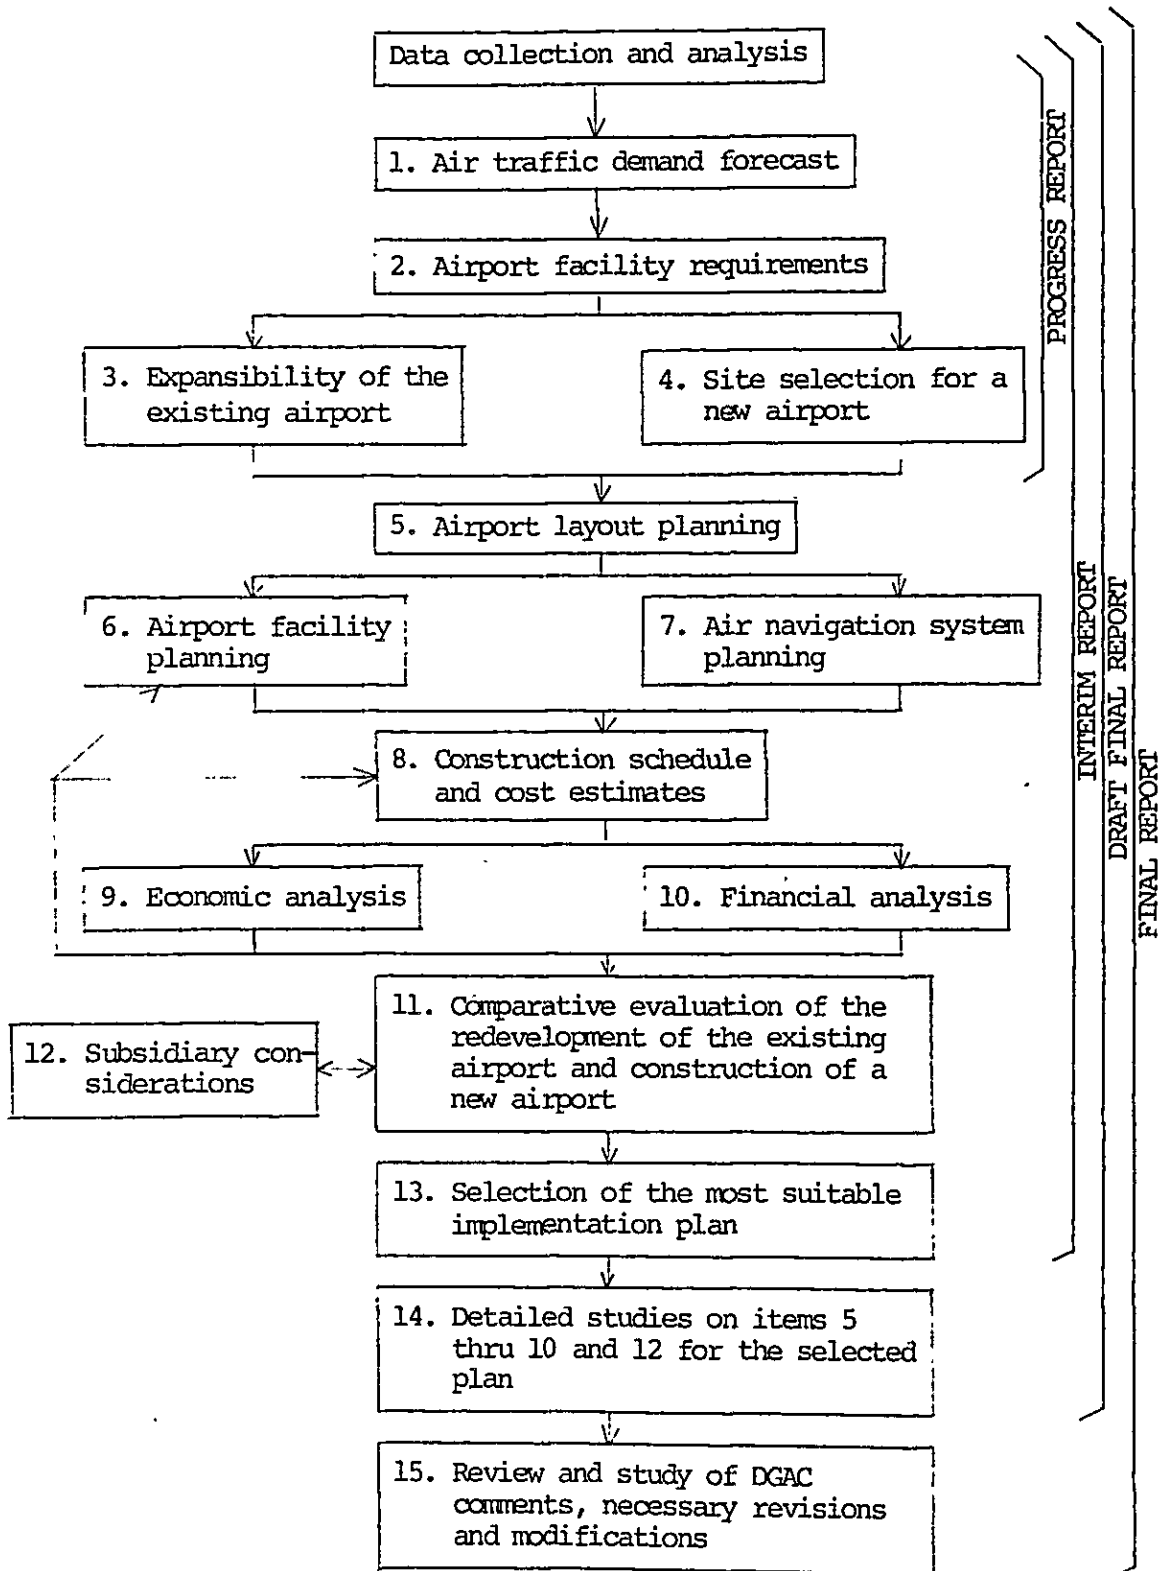 Data collection and analysis
1. Air traffic demand forecast
2. Airport facility requirements
3. Expansibility of the
existing airport
4. Site selection for a
new airport
5. Airport layout planning
6. Airport facility
planning
7. Air navigation system
planning
8. Construction schedule
and cost estimates
9. Economic analysis
10. Financial analysis
11. Comparative evaluation of the
redevelopment of the existing
airport and construction of a
new airport
12. Subsidiary con-
siderations
13. Selection of the most suitable
implementation plan
14. Detailed studies on items 5
thru 10 and 12 for the selected
plan
15. Review and study of DGAC
comments, necessary revisions
and modifications
PROGRESS REPORT
INTERIM REPORT
DRAFT FINAL REPORT
FINAL REPORT